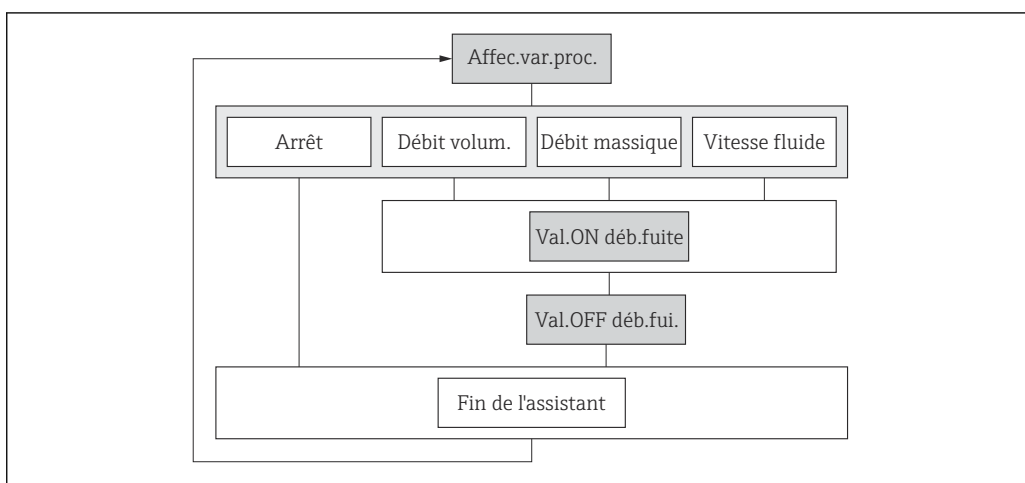 Affec.var.proc.
Arrêt
Débit volum.
Débit massique
Vitesse fluide
Val.ON déb.fuite
Val.OFF déb.fui.
Fin de l'assistant